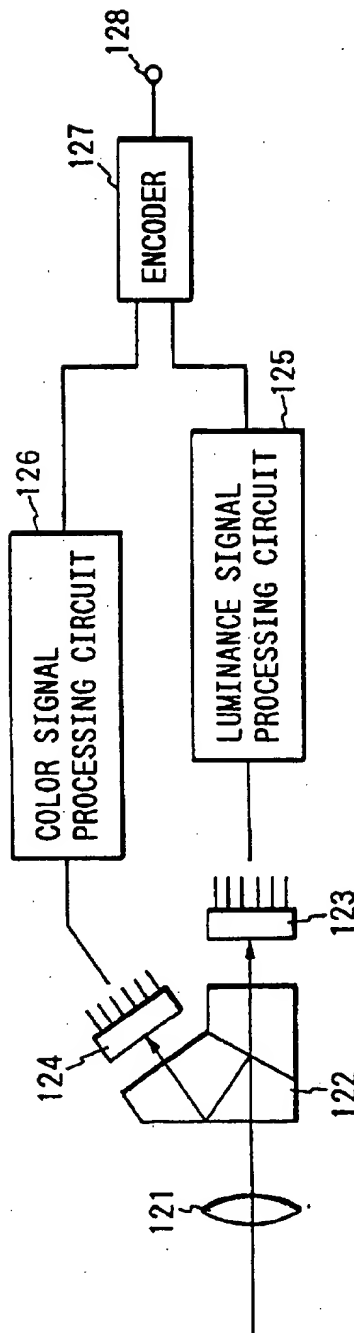 121
122
123
124
COLOR SIGNAL
PROCESSING CIRCUIT
126
LUMINANCE SIGNAL
PROCESSING CIRCUIT
125
ENCODER
127
128